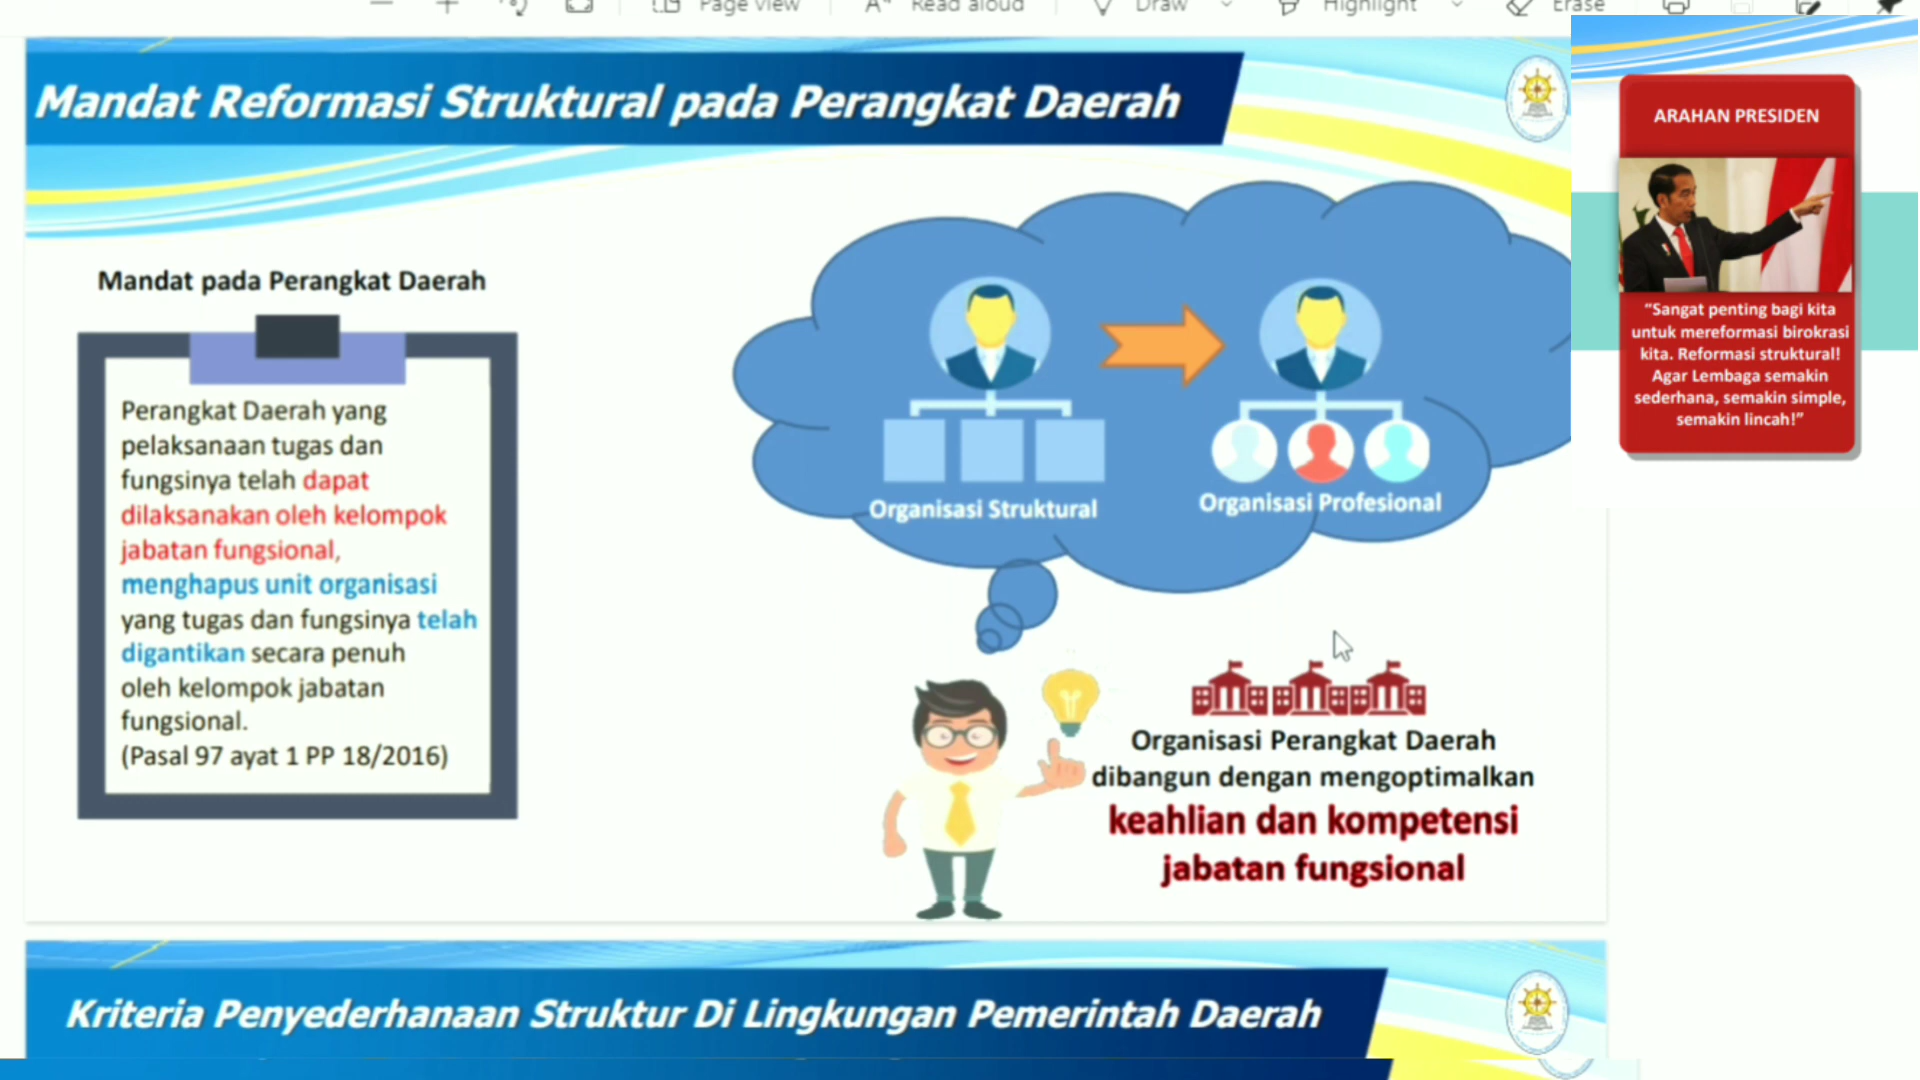 Page view
Read aloud
Draw
Highlight
Erase
Mandat Reformasi Struktural pada Perangkat Daerah
ARAHAN PRESIDEN
“Sangat penting bagi kita
untuk mereformasi birokrasi
kita. Reformasi struktural!
Agar Lembaga semakin
sederhana, semakin simple,
semakin lincah!”
Mandat pada Perangkat Daerah
Perangkat Daerah yang
pelaksanaan tugas dan
fungsinya telah dapat
dilaksanakan oleh kelompok
jabatan fungsional,
menghapus unit organisasi
yang tugas dan fungsinya telah
digantikan secara penuh
oleh kelompok jabatan
fungsional.
(Pasal 97 ayat 1 PP 18/2016)
Organisasi Struktural
Organisasi Profesional
Organisasi Perangkat Daerah
dibangun dengan mengoptimalkan
keahlian dan kompetensi
jabatan fungsional
Kriteria Penyederhanaan Struktur Di Lingkungan Pemerintah Daerah